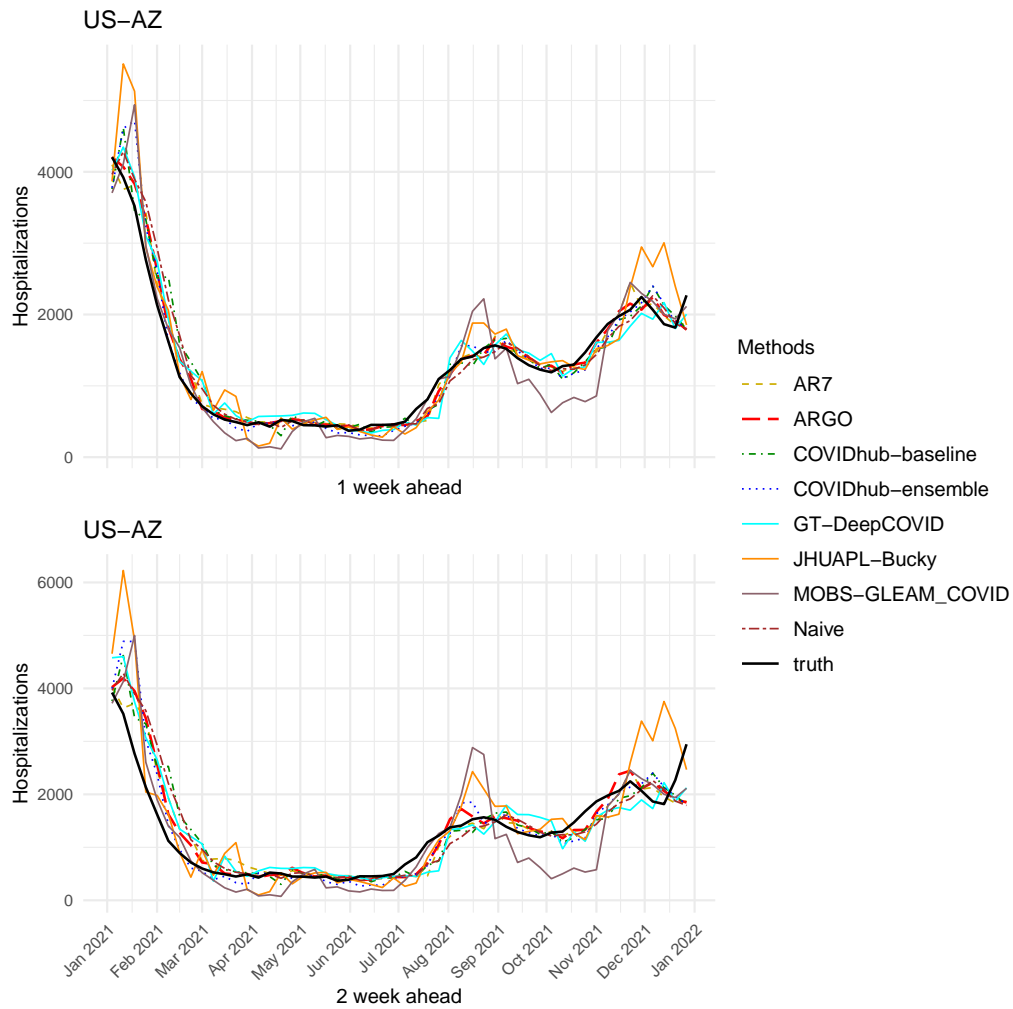 US−AZ
Hospitalizations
4000
2000
0
1 week ahead
US−AZ
Hospitalizations
6000
4000
2000
0
Jan 2021
Feb 2021
Mar 2021
Apr 2021
May 2021
Jun 2021
Jul 2021
Aug 2021
Sep 2021
Oct 2021
Nov 2021
Dec 2021
Jan 2022
2 week ahead
Methods
AR7
ARGO
COVIDhub−baseline
COVIDhub−ensemble
GT−DeepCOVID
JHUAPL−Bucky
MOBS−GLEAM_COVID
Naive
truth